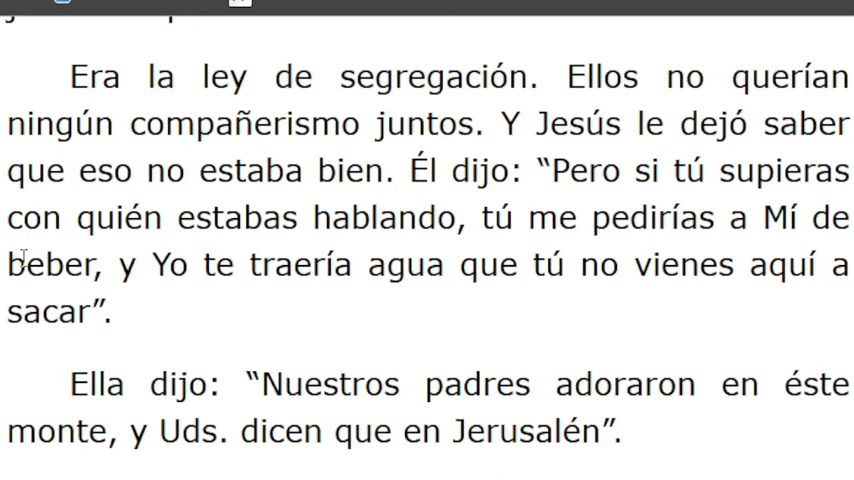 Era la ley de segregación. Ellos no querían
ningún compañerismo juntos. Y Jesús le dejó saber
que eso no estaba bien. Él dijo: “Pero si tú supieras
con quién estabas hablando, tú me pedirías a Mí de
beber, y Yo te traería agua que tú no vienes aquí a
sacar”.
Ella dijo: “Nuestros padres adoraron en éste
monte, y Uds. dicen que en Jerusalén”.